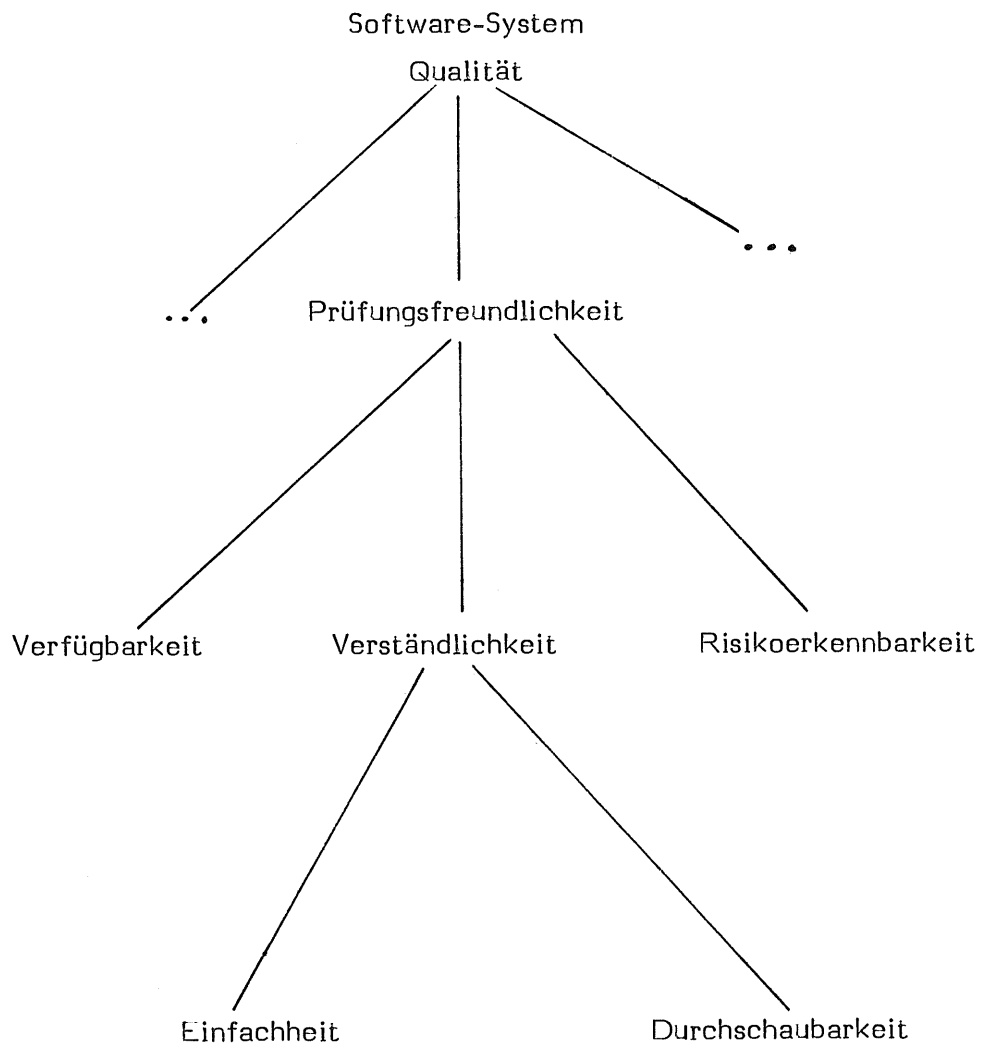 Software-System
Qualität
...
...
Prüfungsfreundlichkeit
Verfügbarkeit
Verständlichkeit
Risikoerkennbarkeit
Einfachheit
Durchschaubarkeit